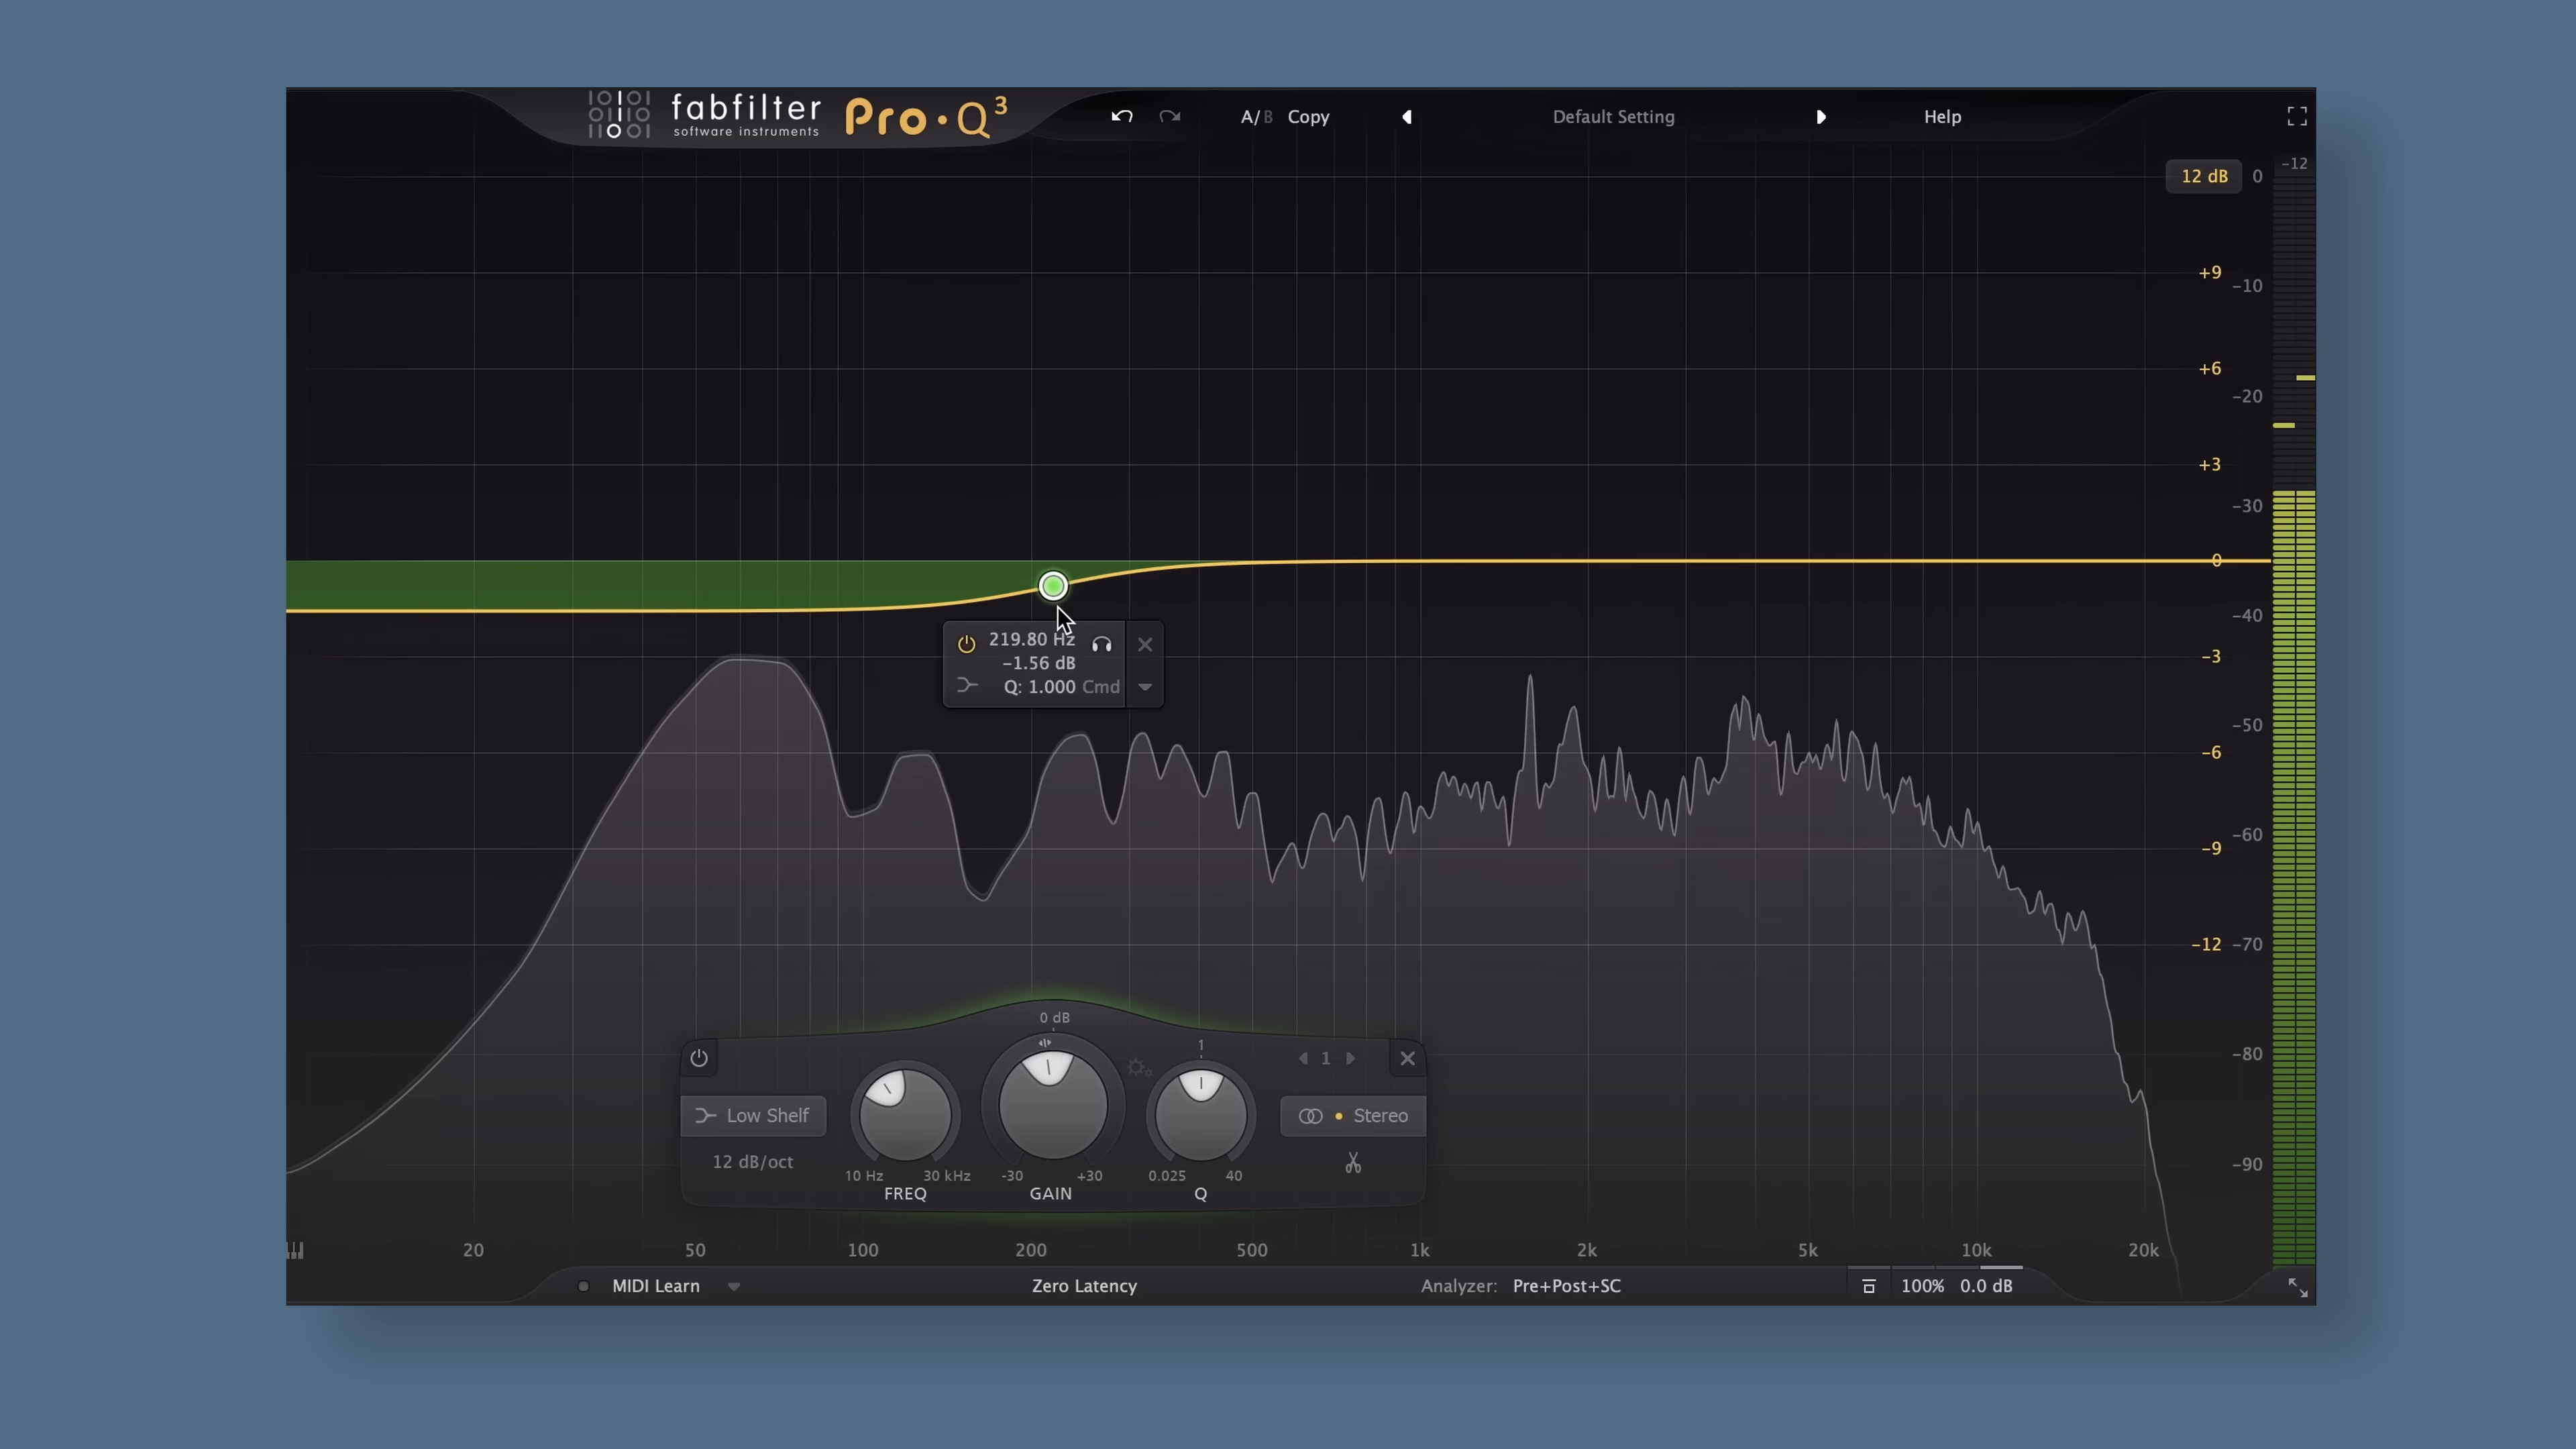 fabfilter
software instruments
Pro·Q3
A/B Copy
Default Setting
Help
12 dB
0
-12
+9
-10
+6
-20
+3
-30
0
-40
219.80 Hz
-1.56 dB
Q: 1.000 Cmd
-3
-50
-6
-60
-9
-12
-70
0 dB
1
1
-80
Low Shelf
Stereo
12 dB/oct
10 Hz
30 kHz
-30
+30
0.025
40
-90
FREQ
GAIN
Q
20
50
100
200
500
1k
2k
5k
10k
20k
MIDI Learn
Zero Latency
Analyzer: Pre+Post+SC
100%
0.0 dB